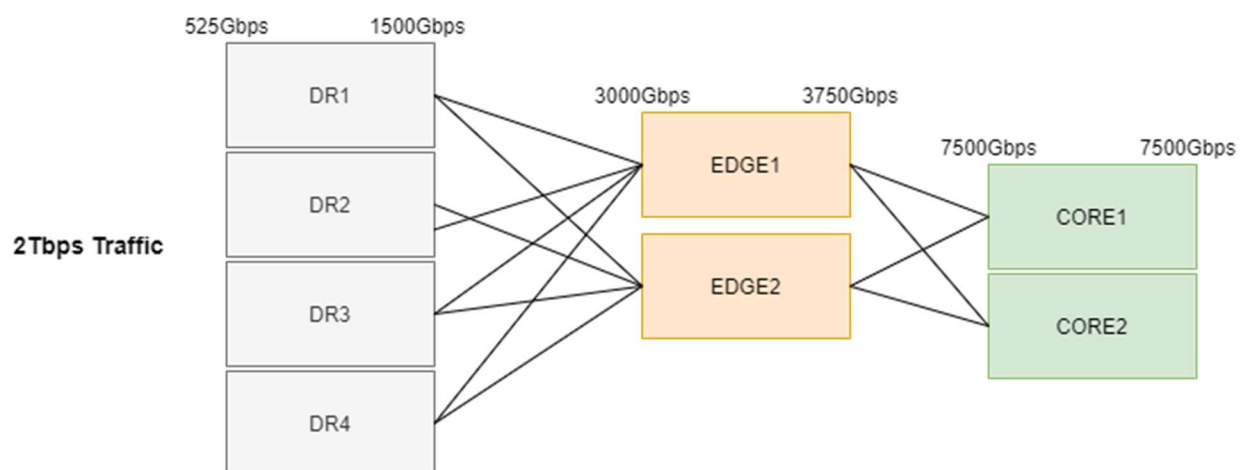 525Gbps 1500Gbps
DR1
3000Gbps 3750Gbps
EDGE1
7500Gbps 7500Gbps
DR2
CORE1
2Tbps Traffic
EDGE2
DR3
CORE2
DR4